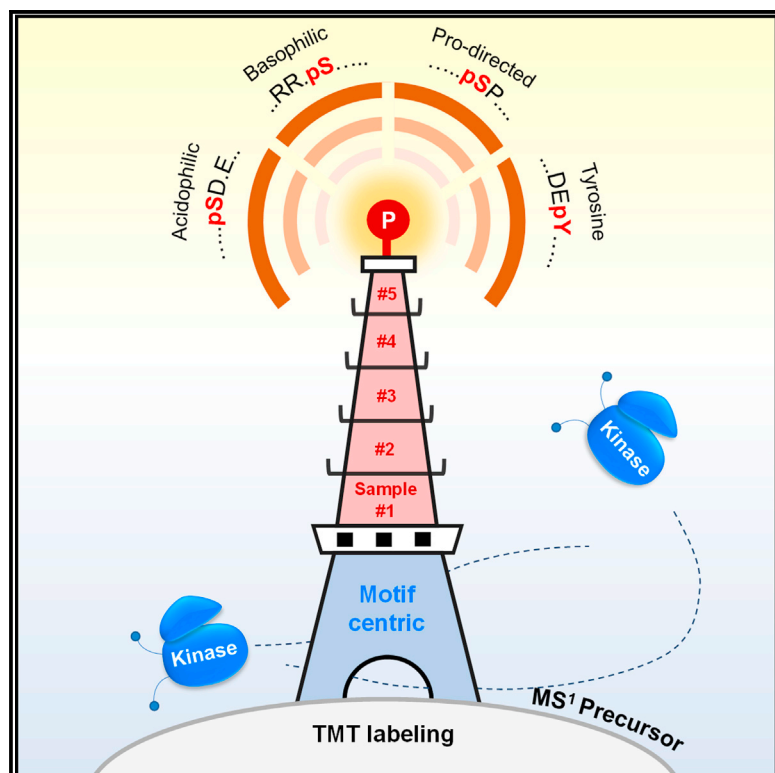 Basophilic
..RR.pS.....
Pro-directed
.....pSP...
Acidophilic
.....pSD.E..
Tyrosine
...DEpY.....
P
#5
#4
#3
#2
Sample
#1
Kinase
Motif
centric
Kinase
MS¹ Precursor
TMT labeling